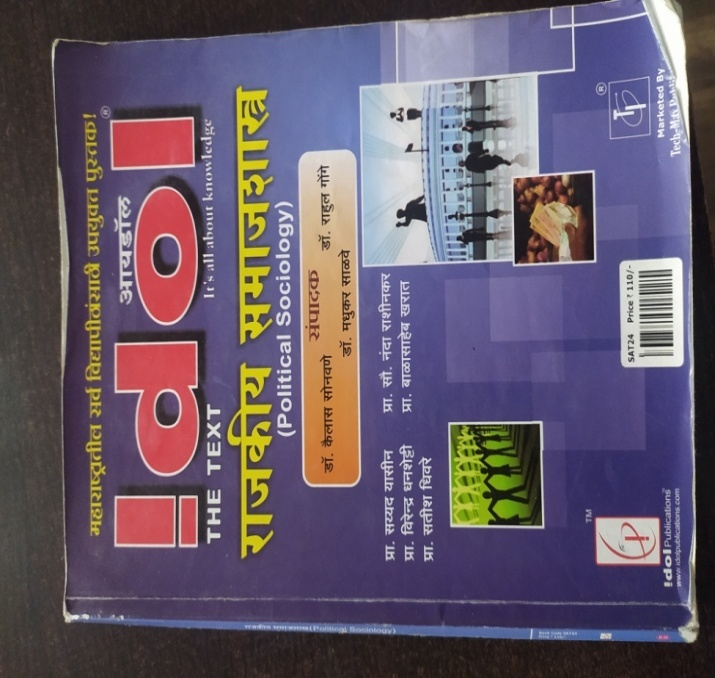 महाराष्ट्रातील सर्व विद्यापीठांसाठी उपयुक्त पुस्तक!
idol®
आयडॉल
THE TEXT
It's all about knowledge
राजकीय समाजशास्त्र
(Political Sociology)
संपादक
डॉ. कैलास सोनवणे
डॉ. राहुल गोंगे
डॉ. मधुकर साळवे
प्रा. सय्यद यासीन
प्रा. सौ. नंदा राशीनकर
प्रा. विरेन्द्र धनशेट्टी
प्रा. बाळासाहेब खरात
प्रा. सतीश धिवरे
TM
idol Publications
www.idolpublications.com
SAT24 Price ₹ 110/-
®
TP
Marketed By
राजकीय समाजशास्त्र (Political Sociology)